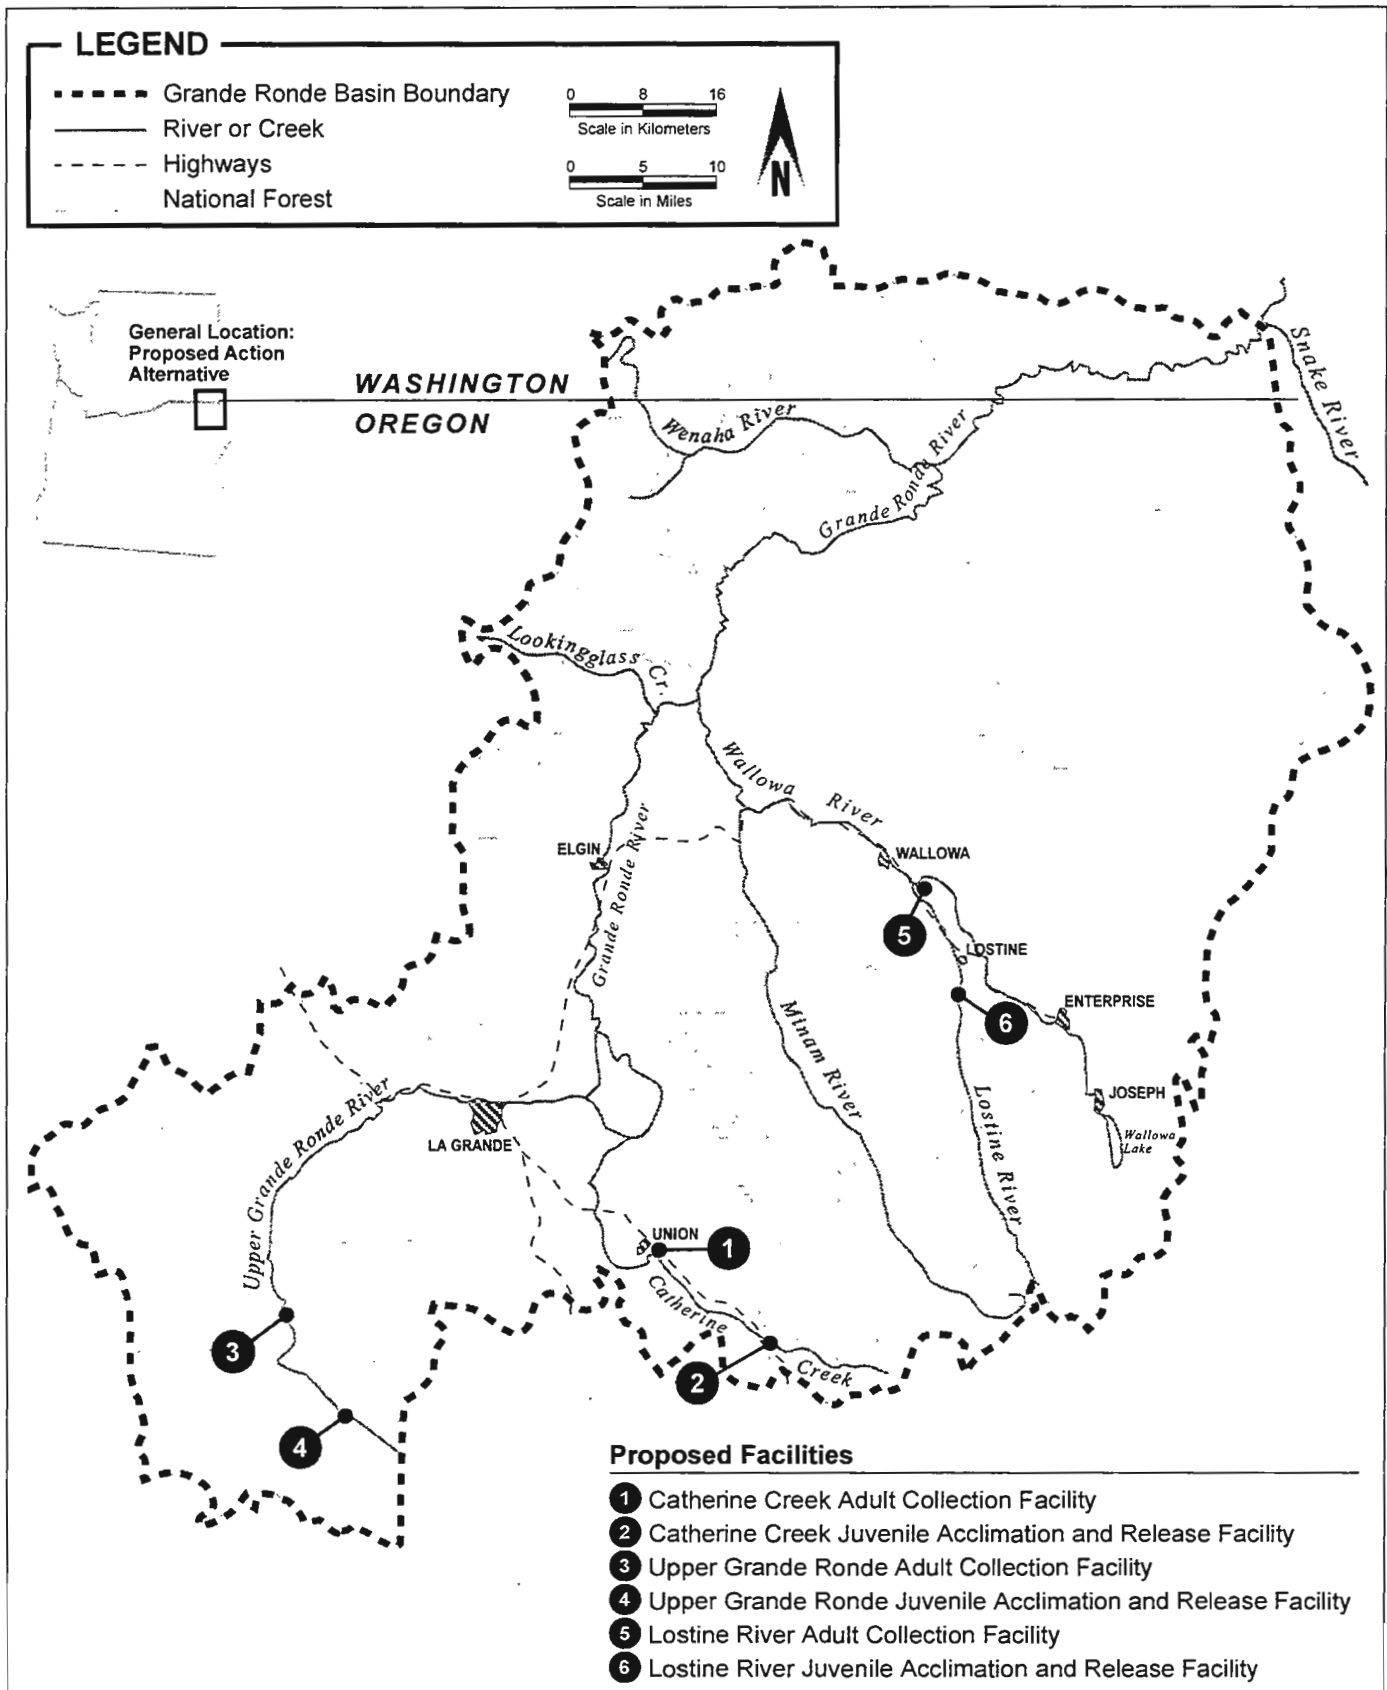 LEGEND
Grande Ronde Basin Boundary
River or Creek
Highways
National Forest
0 8 16
Scale in Kilometers
0 5 10
Scale in Miles
N
General Location:
Proposed Action
Alternative
WASHINGTON
OREGON
Snake River
Wenaha River
Grande Ronde River
Lookingglass Cr.
Wallowa River
ELGIN
Grande Ronde River
WALLOWA
5
LOSTINE
ENTERPRISE
6
Minam River
Upper Grande Ronde River
LA GRANDE
JOSEPH
Wallowa
Lake
Lostine River
UNION
1
Catherine Creek
3
2
4
Proposed Facilities
1 Catherine Creek Adult Collection Facility
2 Catherine Creek Juvenile Acclimation and Release Facility
3 Upper Grande Ronde Adult Collection Facility
4 Upper Grande Ronde Juvenile Acclimation and Release Facility
5 Lostine River Adult Collection Facility
6 Lostine River Juvenile Acclimation and Release Facility